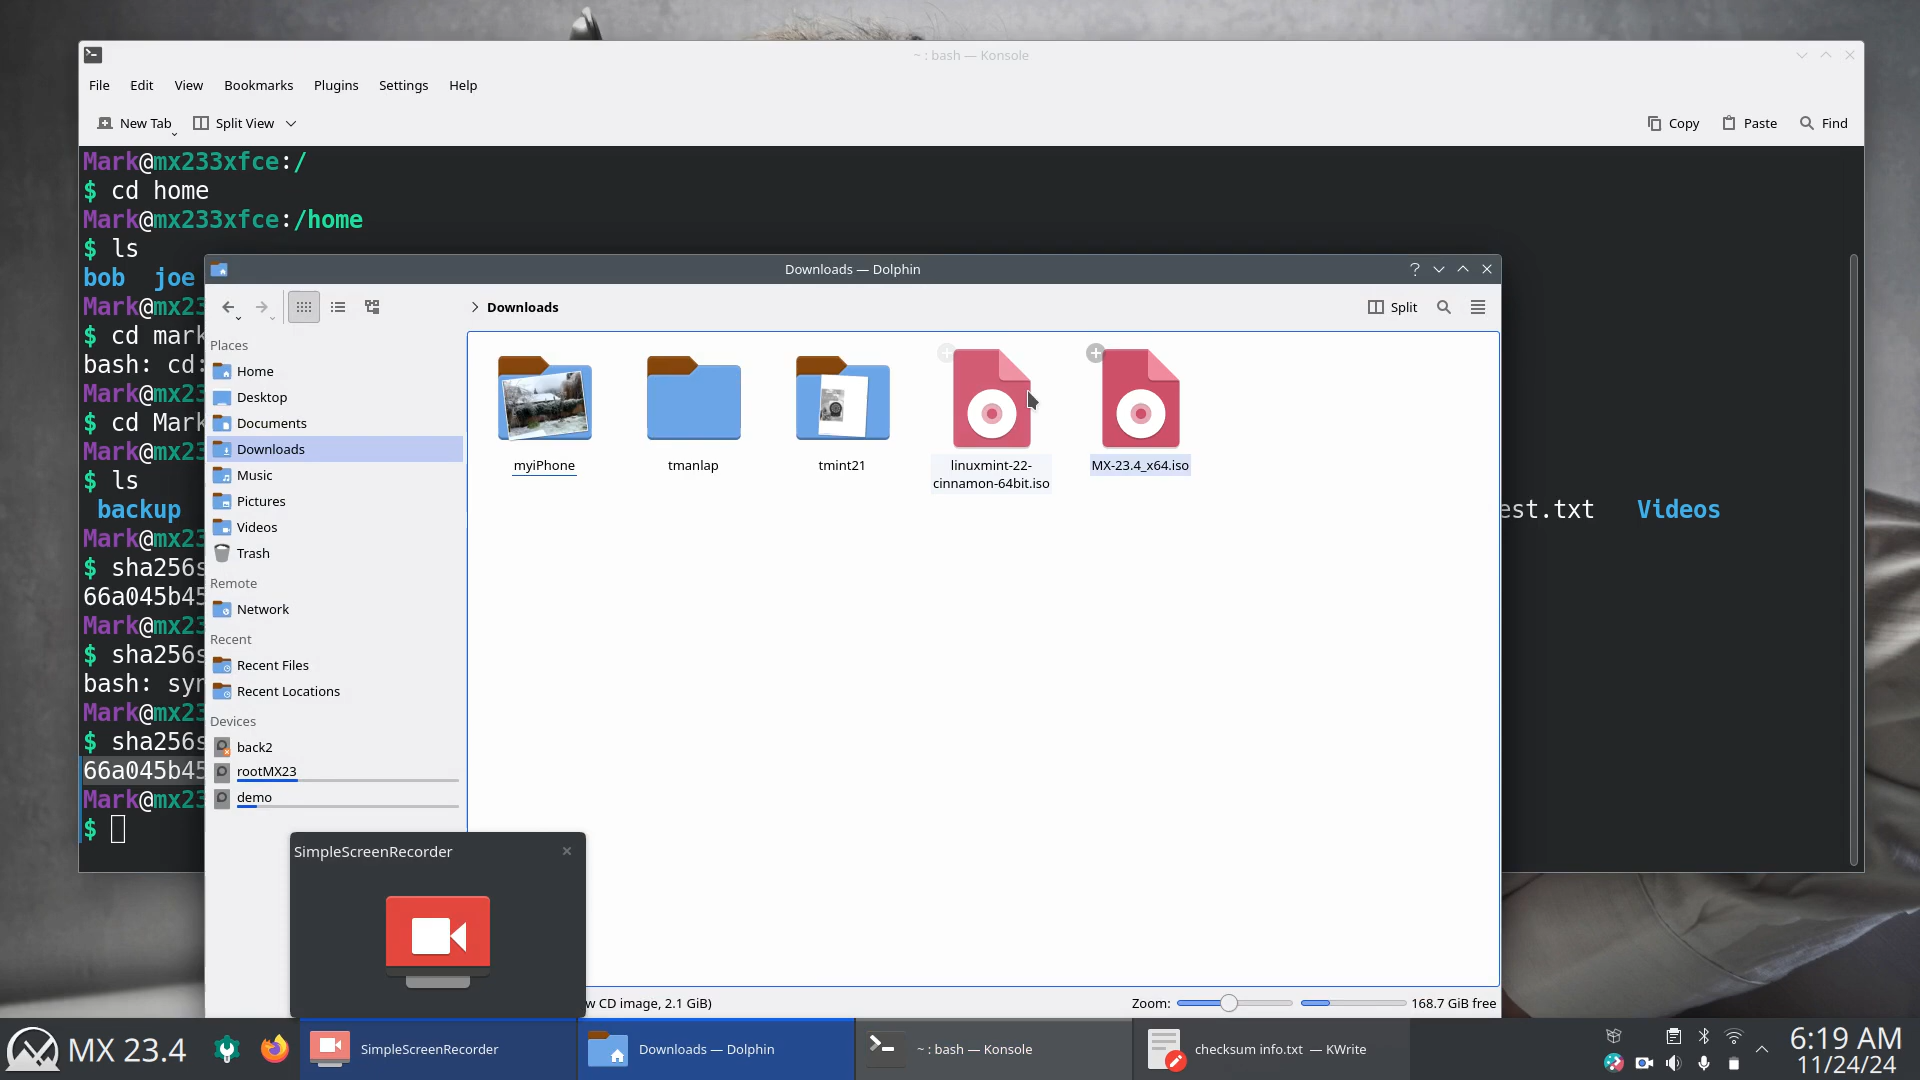 ~ : bash — Konsole
File Edit View Bookmarks Plugins Settings Help
New Tab Split View Copy Paste Find
Mark@mx233xfce:/
$ cd home
Mark@mx233xfce:/home
$ ls
bob joe
Mark@mx23
$ cd mark
bash: cd:
Mark@mx23
$ cd Mark
Mark@mx23
$ ls
backup est.txt Videos
Mark@mx23
$ sha256s
66a045b45
Mark@mx23
$ sha256s
bash: syn
Mark@mx23
$ sha256s
66a045b45
Mark@mx23
$
Downloads — Dolphin
> Downloads
Split
Places
Home
Desktop
Documents
Downloads
Music
Pictures
Videos
Trash
Remote
Network
Recent
Recent Files
Recent Locations
Devices
back2
rootMX23
demo
myiPhone
tmanlap
tmint21
linuxmint-22-
cinnamon-64bit.iso
MX-23.4_x64.iso
w CD image, 2.1 GiB)
Zoom:
168.7 GiB free
SimpleScreenRecorder
MX 23.4
SimpleScreenRecorder
Downloads — Dolphin
~ : bash — Konsole
checksum info.txt — KWrite
6:19 AM
11/24/24